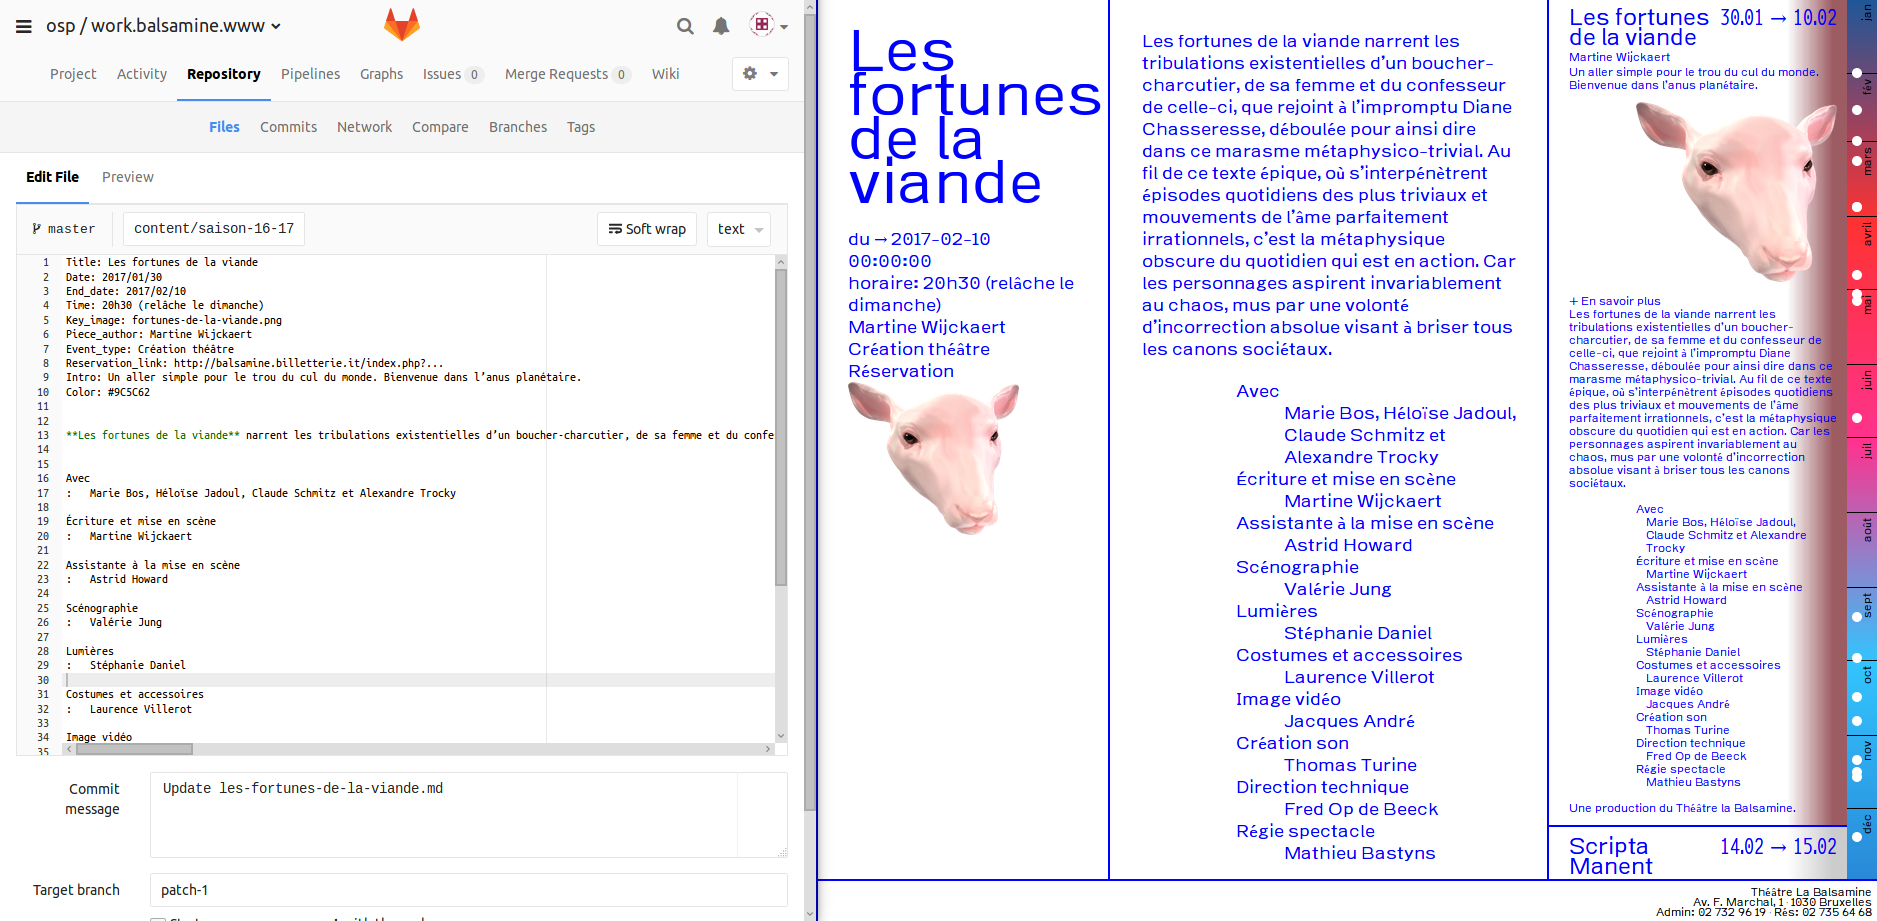 osp / work.balsamine.www
Project Activity Repository Pipelines Graphs Issues 0 Merge Requests 0 Wiki
Files Commits Network Compare Branches Tags
Edit File Preview
master content/saison-16-17 Soft wrap text
1 Title: Les fortunes de la viande
2 Date: 2017/01/30
3 End_date: 2017/02/10
4 Time: 20h30 (relâche le dimanche)
5 Key_image: fortunes-de-la-viande.png
6 Piece_author: Martine Wijckaert
7 Event_type: Création théâtre
8 Reservation_link: http://balsamine.billetterie.it/index.php?...
9 Intro: Un aller simple pour le trou du cul du monde. Bienvenue dans l’anus planétaire.
10 Color: #9C5C62
11
12
13 **Les fortunes de la viande** narrent les tribulations existentielles d’un boucher-charcutier, de sa femme et du confe
14
15
16 Avec
17 : Marie Bos, Héloïse Jadoul, Claude Schmitz et Alexandre Trocky
18
19 Écriture et mise en scène
20 : Martine Wijckaert
21
22 Assistante à la mise en scène
23 : Astrid Howard
24
25 Scénographie
26 : Valérie Jung
27
28 Lumières
29 : Stéphanie Daniel
30
31 Costumes et accessoires
32 : Laurence Villerot
33
34 Image vidéo
35
Commit
message
Update les-fortunes-de-la-viande.md
Target branch patch-1
Les
fortunes
de la
viande
du → 2017-02-10
00:00:00
horaire: 20h30 (relâche le
dimanche)
Martine Wijckaert
Création théâtre
Réservation
Les fortunes de la viande narrent les
tribulations existentielles d’un boucher-
charcutier, de sa femme et du confesseur
de celle-ci, que rejoint à l’impromptu Diane
Chasseresse, déboulée pour ainsi dire
dans ce marasme métaphysico-trivial. Au
fil de ce texte épique, où s’interpénètrent
épisodes quotidiens des plus triviaux et
mouvements de l’âme parfaitement
irrationnels, c’est la métaphysique
obscure du quotidien qui est en action. Car
les personnages aspirent invariablement
au chaos, mus par une volonté
d’incorrection absolue visant à briser tous
les canons sociétaux.
Avec
Marie Bos, Héloïse Jadoul,
Claude Schmitz et
Alexandre Trocky
Écriture et mise en scène
Martine Wijckaert
Assistante à la mise en scène
Astrid Howard
Scénographie
Valérie Jung
Lumières
Stéphanie Daniel
Costumes et accessoires
Laurence Villerot
Image vidéo
Jacques André
Création son
Thomas Turine
Direction technique
Fred Op de Beeck
Régie spectacle
Mathieu Bastyns
Les fortunes 30.01 → 10.02
de la viande
Martine Wijckaert
Un aller simple pour le trou du cul du monde.
Bienvenue dans l’anus planétaire.
+ En savoir plus
Les fortunes de la viande narrent les
tribulations existentielles d’un boucher-
charcutier, de sa femme et du confesseur de
celle-ci, que rejoint à l’impromptu Diane
Chasseresse, déboulée pour ainsi dire dans ce
marasme métaphysico-trivial. Au fil de ce texte
épique, où s’interpénètrent épisodes quotidiens
des plus triviaux et mouvements de l’âme
parfaitement irrationnels, c’est la métaphysique
obscure du quotidien qui est en action. Car les
personnages aspirent invariablement au
chaos, mus par une volonté d’incorrection
absolue visant à briser tous les canons
sociétaux.
Avec
Marie Bos, Héloïse Jadoul,
Claude Schmitz et Alexandre
Trocky
Écriture et mise en scène
Martine Wijckaert
Assistante à la mise en scène
Astrid Howard
Scénographie
Valérie Jung
Lumières
Stéphanie Daniel
Costumes et accessoires
Laurence Villerot
Image vidéo
Jacques André
Création son
Thomas Turine
Direction technique
Fred Op de Beeck
Régie spectacle
Mathieu Bastyns
Une production du Théâtre la Balsamine.
Scripta 14.02 → 15.02
Manent
jan
fév
mars
avril
mai
juin
juil
août
sept
oct
nov
déc
Théâtre La Balsamine
Av. F. Marchal, 1 · 1030 Bruxelles
Admin: 02 732 96 19 · Rés: 02 735 64 68